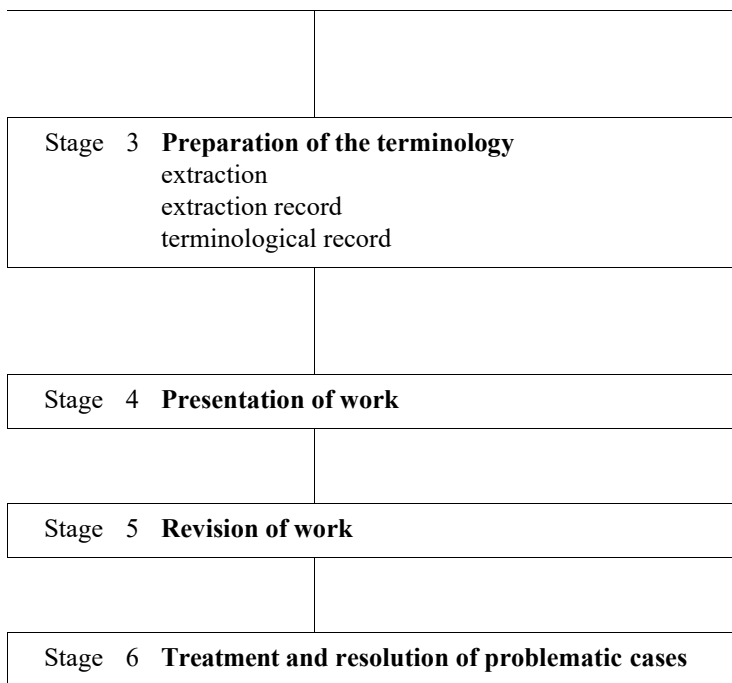 Stage 3 Preparation of the terminology
extraction
extraction record
terminological record
Stage 4 Presentation of work
Stage 5 Revision of work
Stage 6 Treatment and resolution of problematic cases